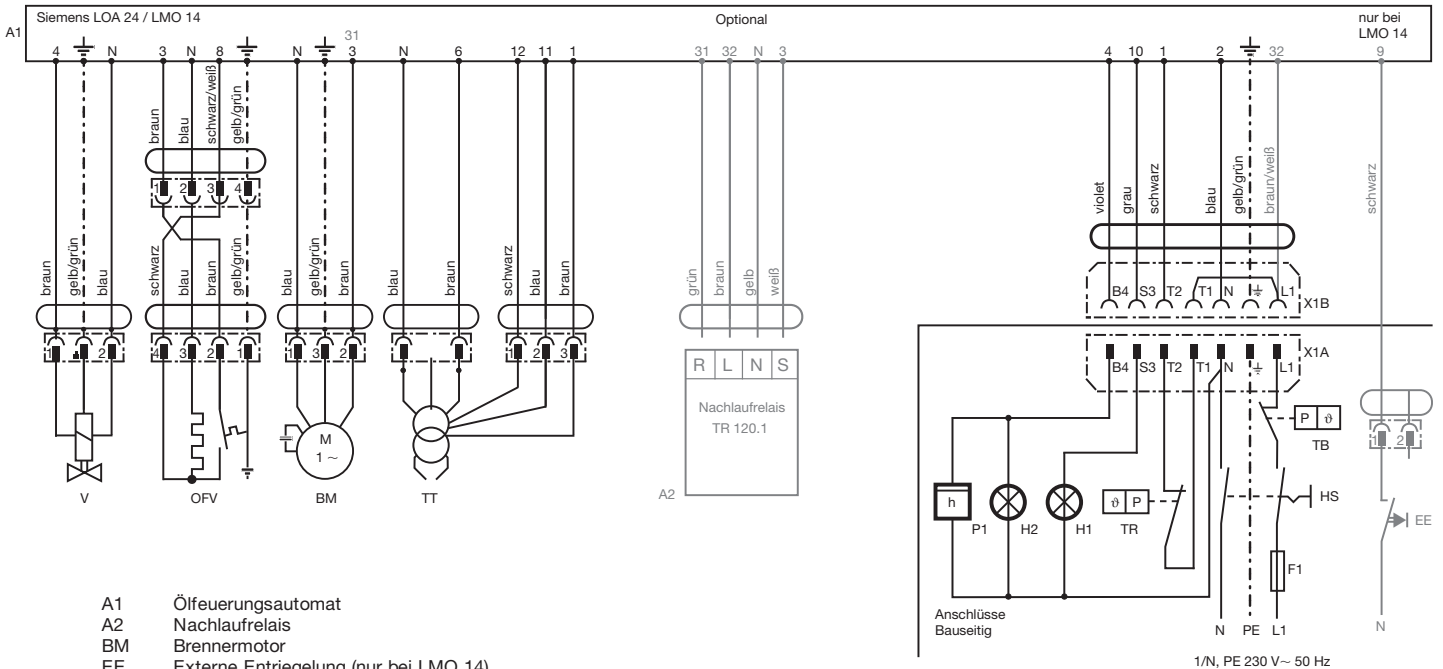 Siemens LOA 24 / LMO 14
Optional
nur bei
LMO 14
A1
31
4 N 3 N 8 N 3 N 6 12 11 1 31 32 N 3 4 10 1 2 32 9
braun
blau
schwarz/weiß
gelb/grün
violet
grau
schwarz
blau
gelb/grün
braun/weiß
schwarz
1 2 3 4
braun
gelb/grün
blau
schwarz
blau
braun
gelb/grün
blau
gelb/grün
braun
blau
braun
schwarz
braun
blau
grün
braun
gelb
weiß
B4 S3 T2 T1 N L1
X1B
1 2 4 3 2 1 1 3 2 1 2 3
X1A
B4 S3 T2 T1 N L1
R L N S
Nachlaufrelais
TR 120.1
A2
P ϑ
TB
1 2
M
1 ~
V OFV BM TT
h
P1 H2 H1
ϑ P
TR
HS
EE
F1
Anschlüsse
Bauseitig
N PE L1
N
1/N, PE 230 V~ 50 Hz
A1 Ölfeuerungsautomat
A2 Nachlaufrelais
BM Brennermotor
EE Externe Entriegelung (nur bei LMO 14)